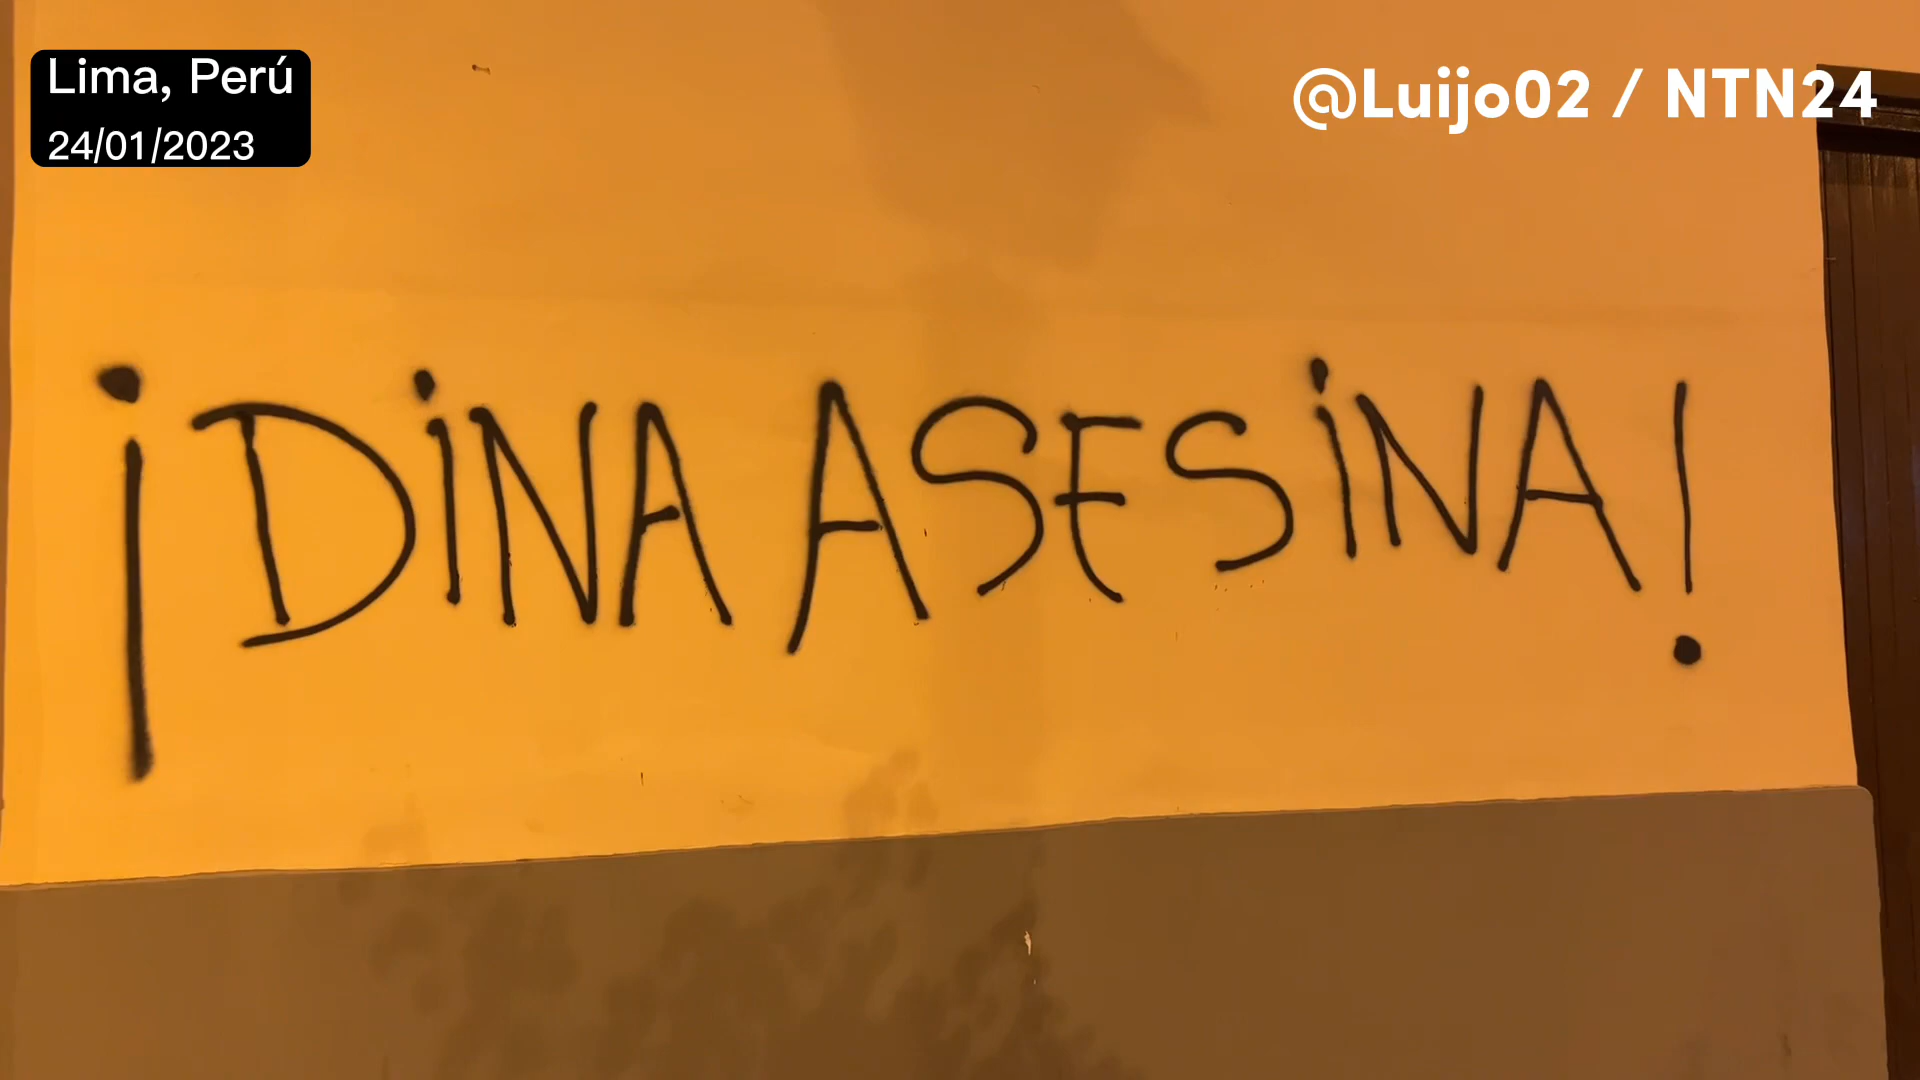 Lima, Perú
24/01/2023
@Luijo02 / NTN24
¡DiNA ASESiNA!